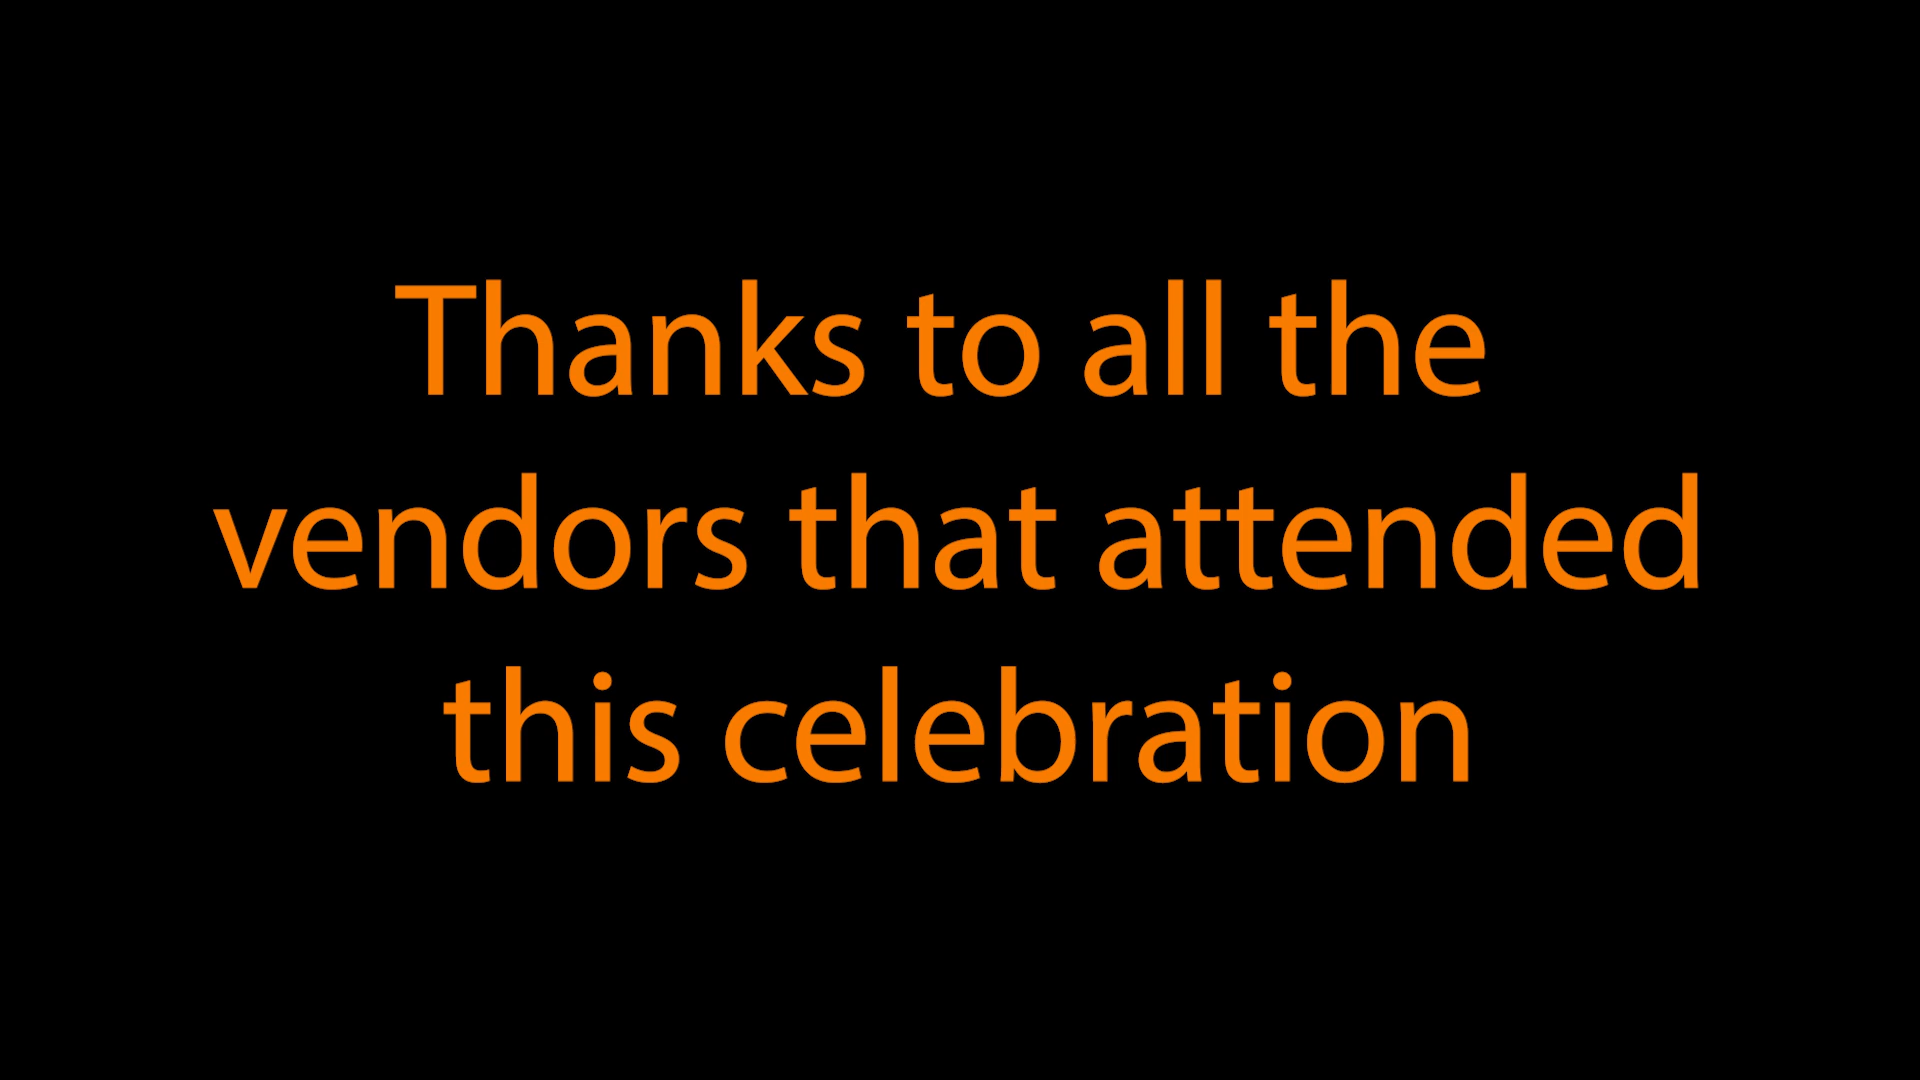 Thanks to all the
vendors that attended
this celebration